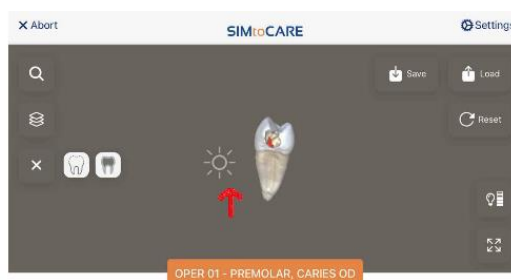 X Abort
SIMtoCARE
Settings
Save
Load
Reset
OPER 01 - PREMOLAR, CARIES OD